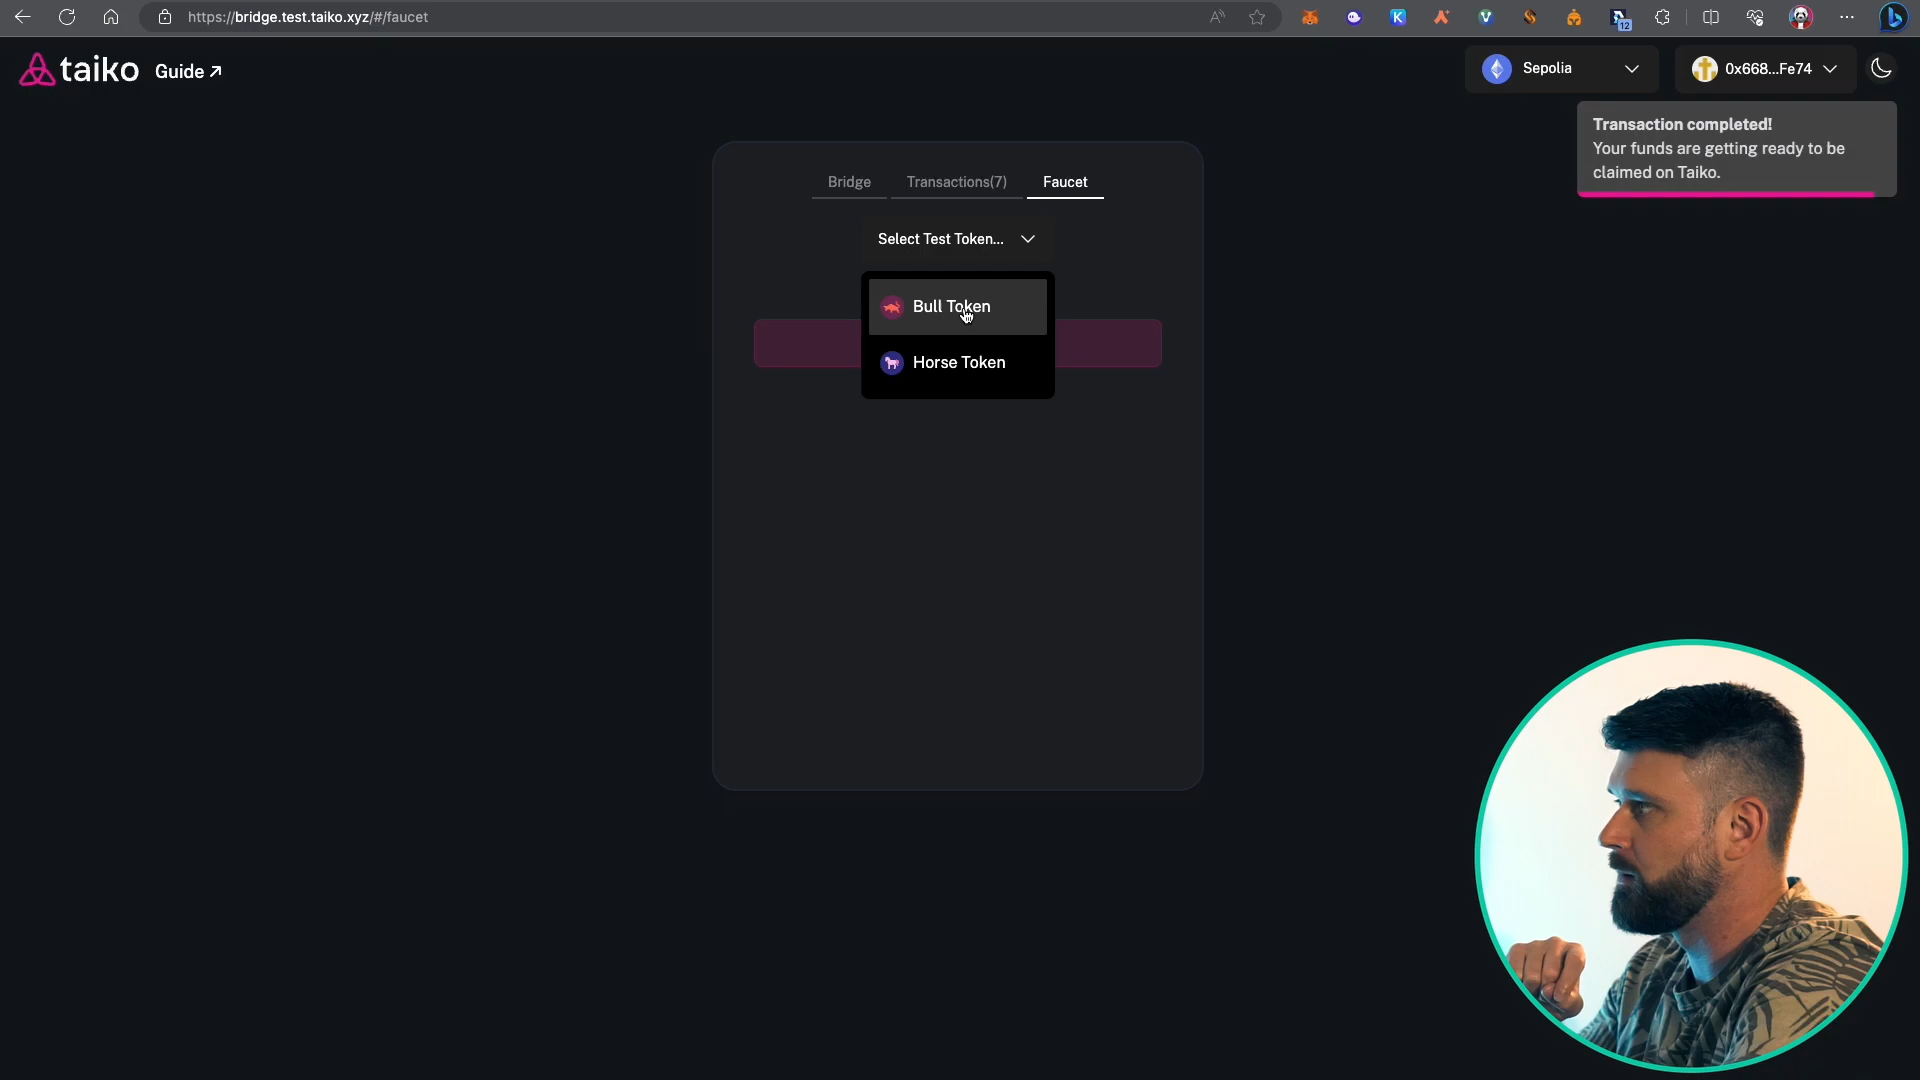 https://bridge.test.taiko.xyz/#/faucet
12
taiko
Guide ↗
Sepolia
0x668...Fe74
Transaction completed!
Your funds are getting ready to be
claimed on Taiko.
Bridge
Transactions(7)
Faucet
Select Test Token...
Bull Token
Horse Token